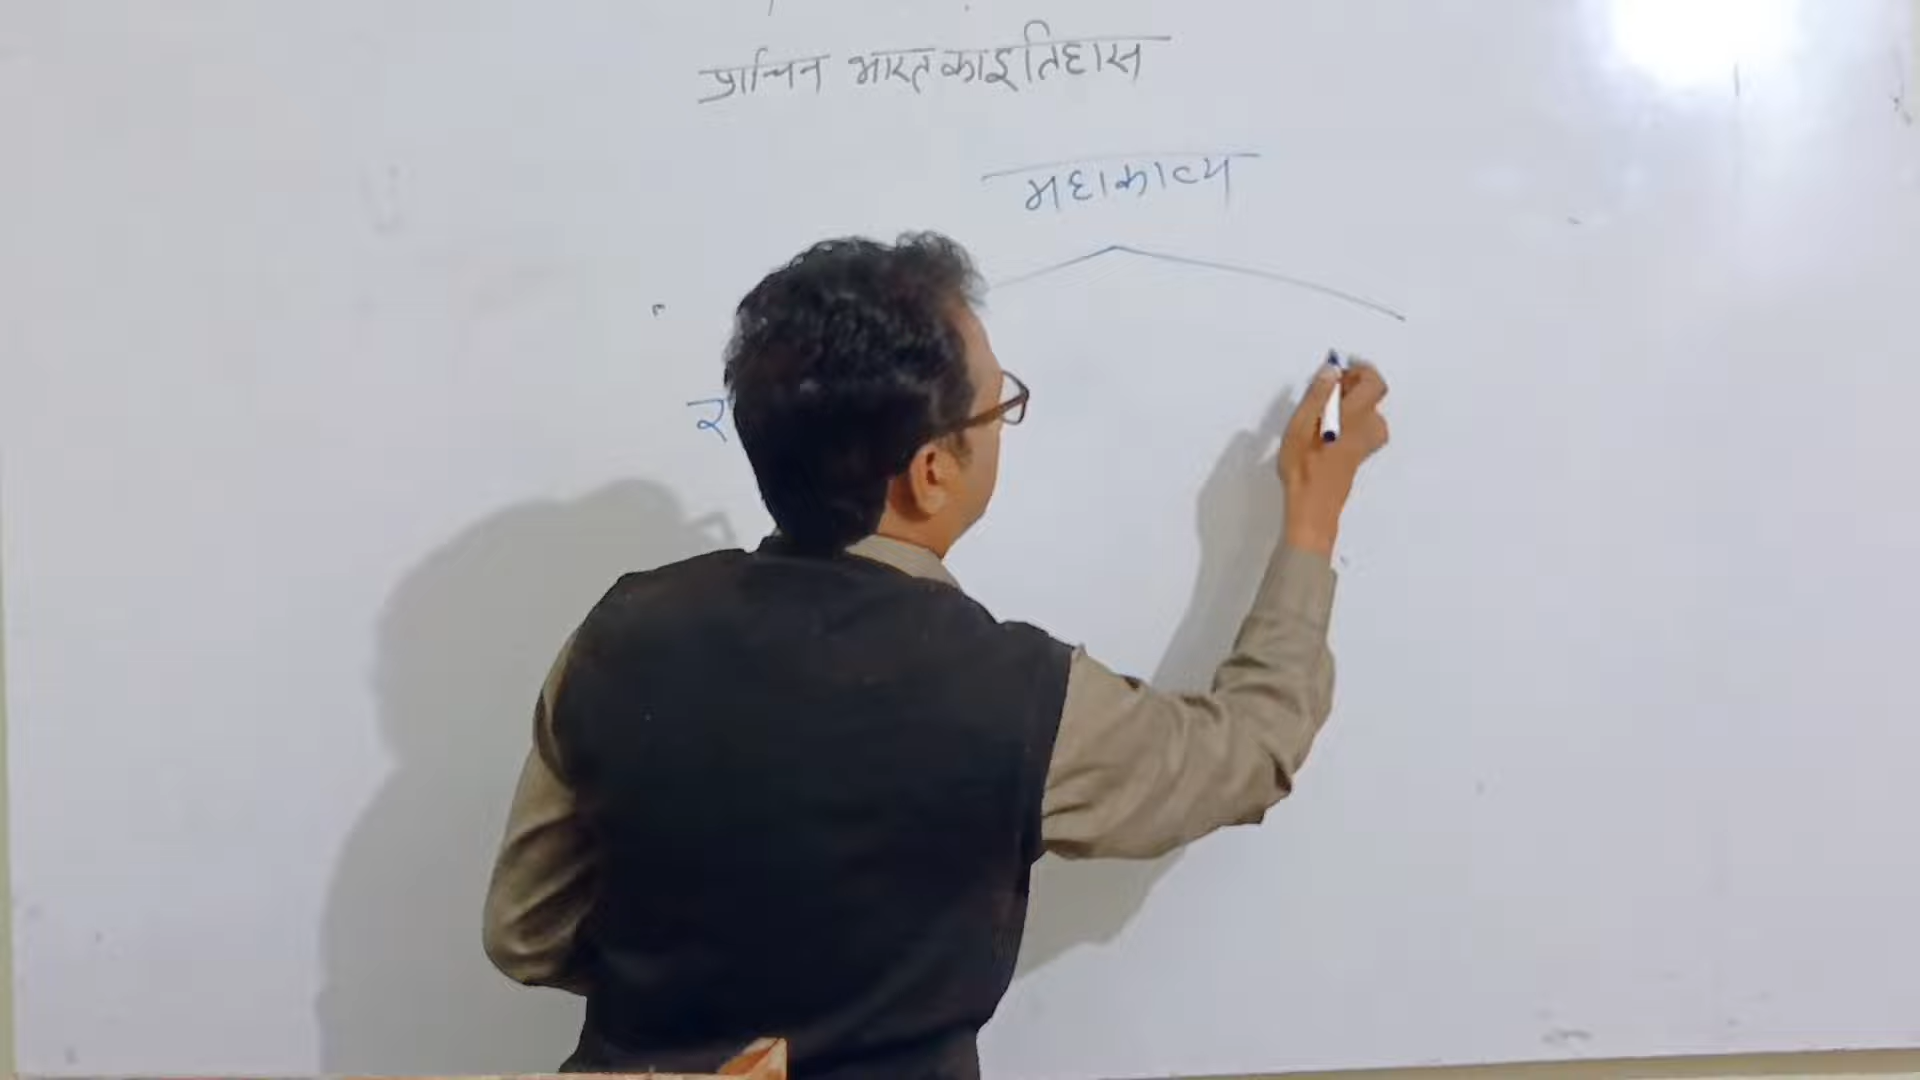 प्राचिन भारत का इतिहास
महाकाव्य
र